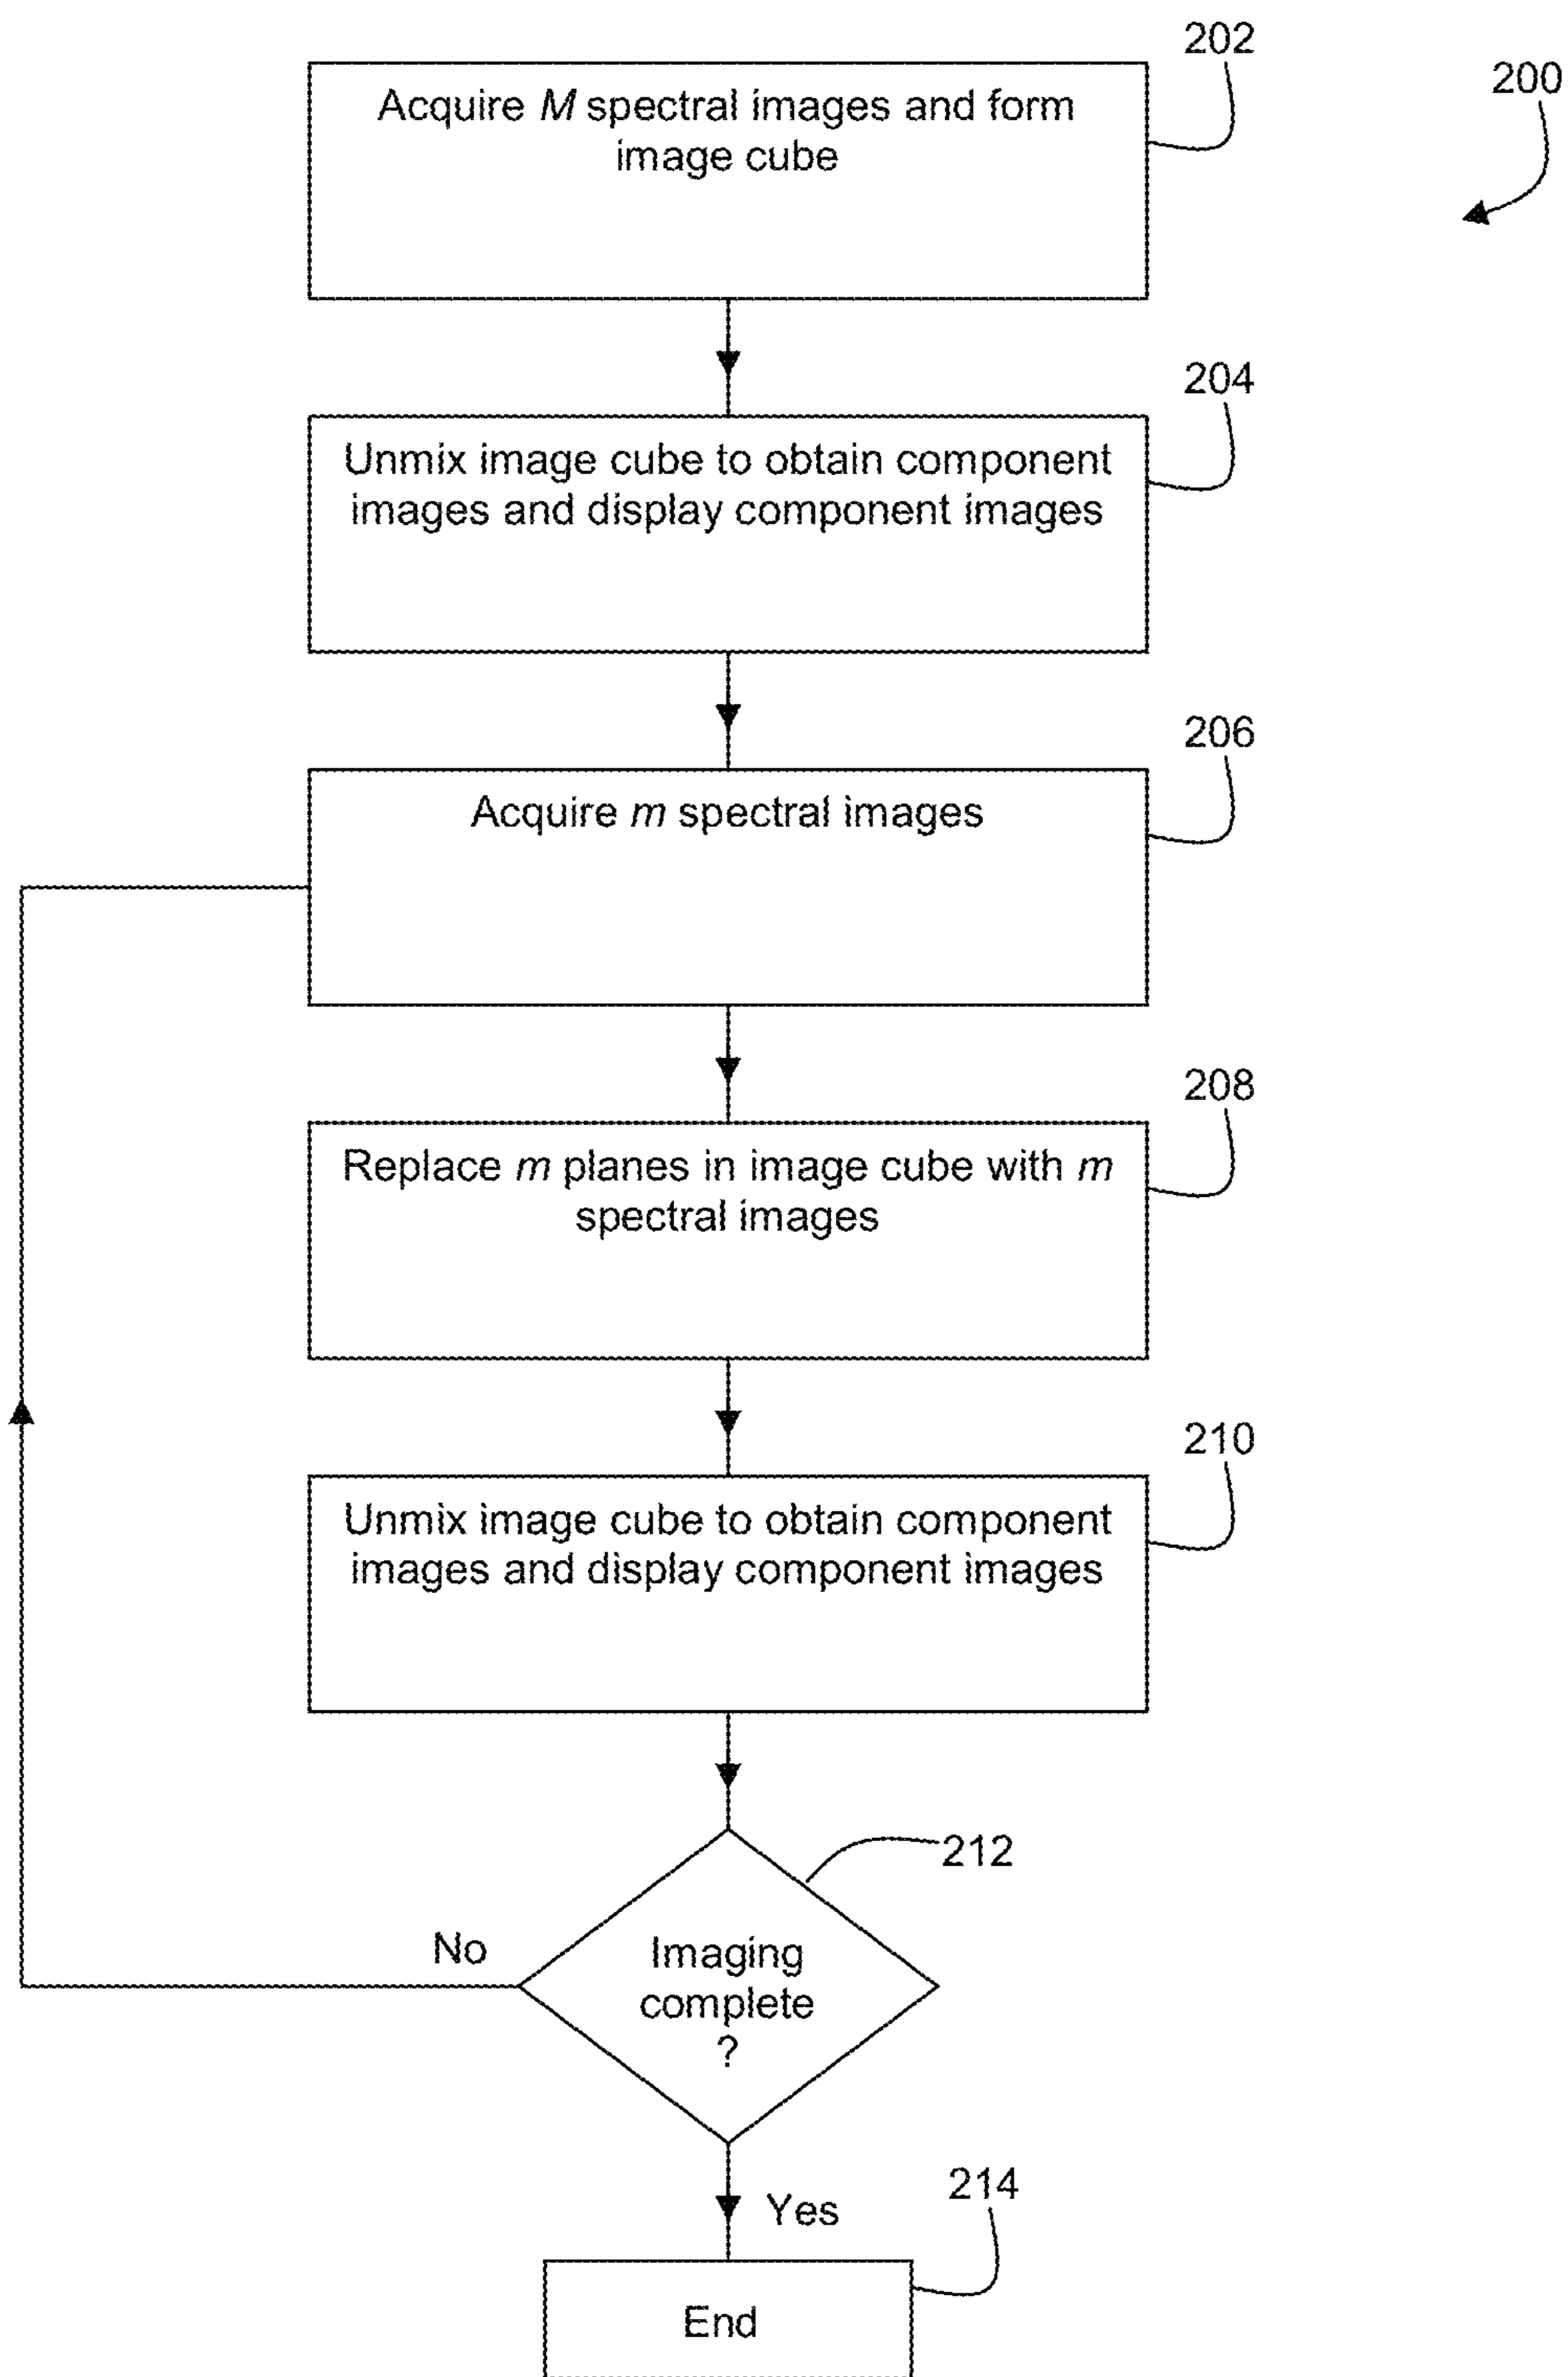 202
200
Acquire M spectral images and form
image cube
204
Unmix image cube to obtain component
images and display component images
206
Acquire m spectral images
208
Replace m planes in image cube with m
spectral images
210
Unmix image cube to obtain component
images and display component images
212
No
Imaging
complete
?
Yes
214
End